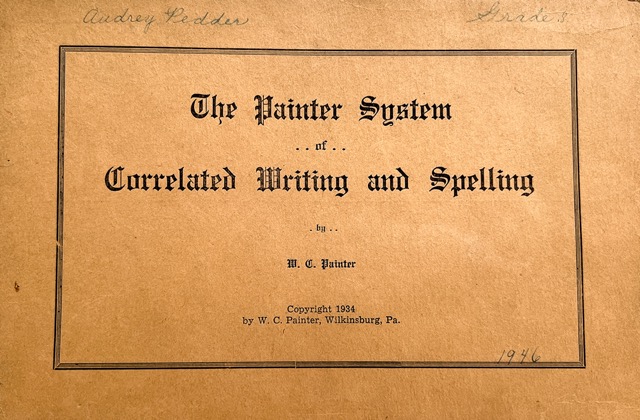 Audrey Pedder Grade 8
The Painter System
. . of . .
Correlated Writing and Spelling
. by . .
W. C. Painter
Copyright 1934
by W. C. Painter, Wilkinsburg, Pa.
1946